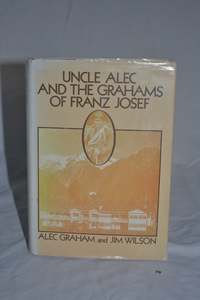 UNCLE ALEC
AND THE GRAHAMS
OF FRANZ JOSEF
ALEC GRAHAM and JIM WILSON